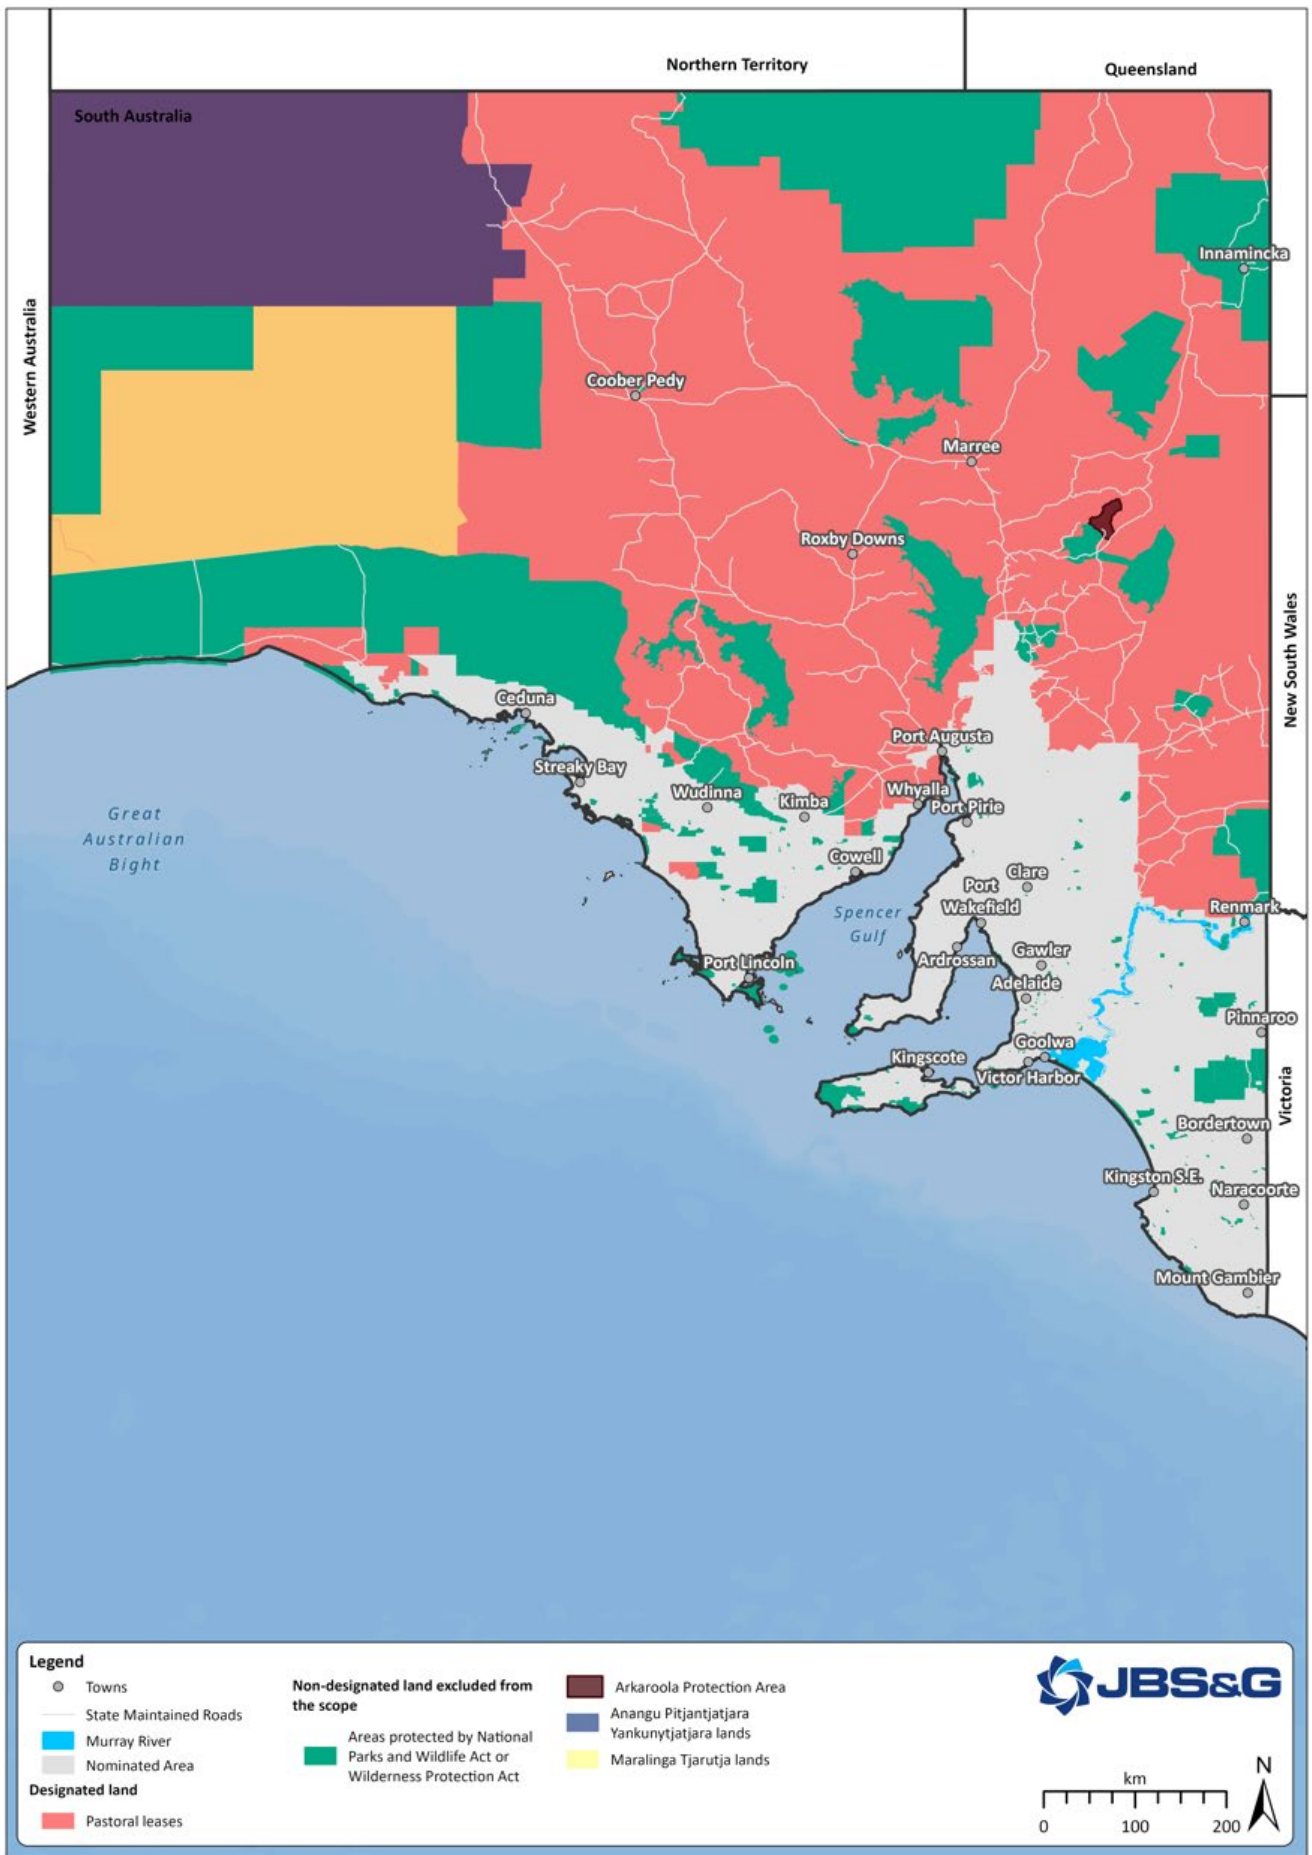 Northern Territory
Queensland
South Australia
Innamincka
Western Australia
Coober Pedy
Marree
Roxby Downs
New South Wales
Ceduna
Port Augusta
Streaky Bay
Wudinna
Kimba
Whyalla
Port Pirie
Great
Australian
Bight
Cowell
Clare
Port
Wakefield
Renmark
Spencer
Gulf
Gawler
Ardrossan
Port Lincoln
Adelaide
Pinnaroo
Goolwa
Kingscote
Victor Harbor
Victoria
Bordertown
Kingston S.E.
Naracoorte
Mount Gambier
Legend
Towns
State Maintained Roads
Murray River
Nominated Area
Designated land
Pastoral leases
Non-designated land excluded from
the scope
Areas protected by National
Parks and Wildlife Act or
Wilderness Protection Act
Arkaroola Protection Area
Anangu Pitjantjatjara
Yankunytjatjara lands
Maralinga Tjarutja lands
JBS&G
km
0 100 200
N